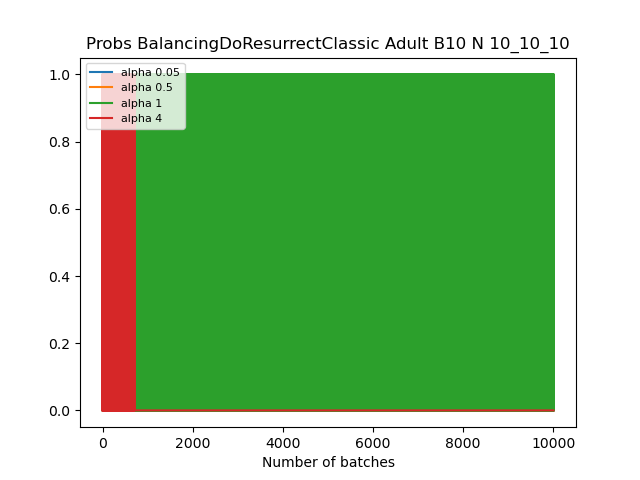 Probs BalancingDoResurrectClassic Adult B10 N 10_10_10
alpha 0.05
alpha 0.5
alpha 1
alpha 4
1.0
0.8
0.6
0.4
0.2
0.0
0 2000 4000 6000 8000 10000
Number of batches